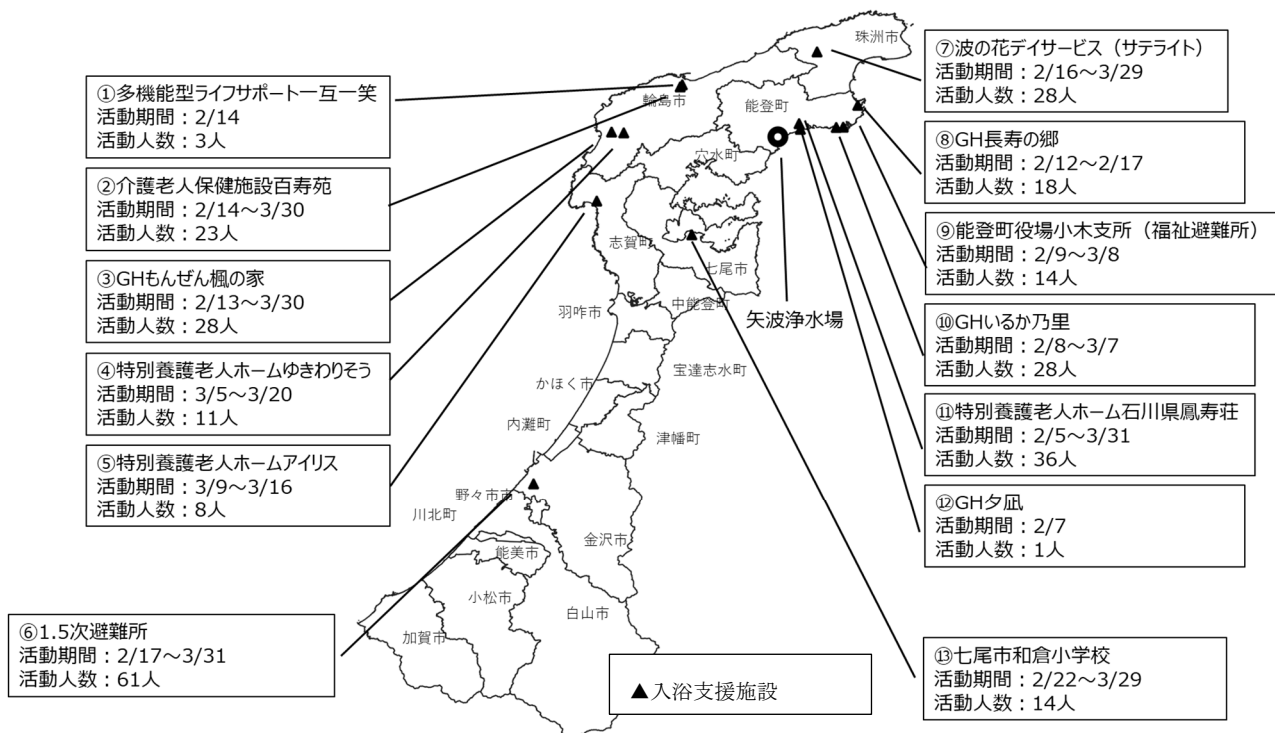 ①多機能型ライフサポート一互一笑
活動期間：2/14
活動人数：3人
②介護老人保健施設百寿苑
活動期間：2/14～3/30
活動人数：23人
③GHもんぜん楓の家
活動期間：2/13～3/30
活動人数：28人
④特別養護老人ホームゆきわりそう
活動期間：3/5～3/20
活動人数：11人
⑤特別養護老人ホームアイリス
活動期間：3/9～3/16
活動人数：8人
⑥1.5次避難所
活動期間：2/17～3/31
活動人数：61人
珠洲市
輪島市
能登町
穴水町
志賀町
七尾市
中能登町
羽咋市
矢波浄水場
宝達志水町
かほく市
内灘町
津幡町
野々市市
川北町
金沢市
能美市
小松市
白山市
加賀市
▲入浴支援施設
⑦波の花デイサービス（サテライト）
活動期間：2/16～3/29
活動人数：28人
⑧GH長寿の郷
活動期間：2/12～2/17
活動人数：18人
⑨能登町役場小木支所（福祉避難所）
活動期間：2/9～3/8
活動人数：14人
⑩GHいるか乃里
活動期間：2/8～3/7
活動人数：28人
⑪特別養護老人ホーム石川県鳳寿荘
活動期間：2/5～3/31
活動人数：36人
⑫GH夕凪
活動期間：2/7
活動人数：1人
⑬七尾市和倉小学校
活動期間：2/22～3/29
活動人数：14人